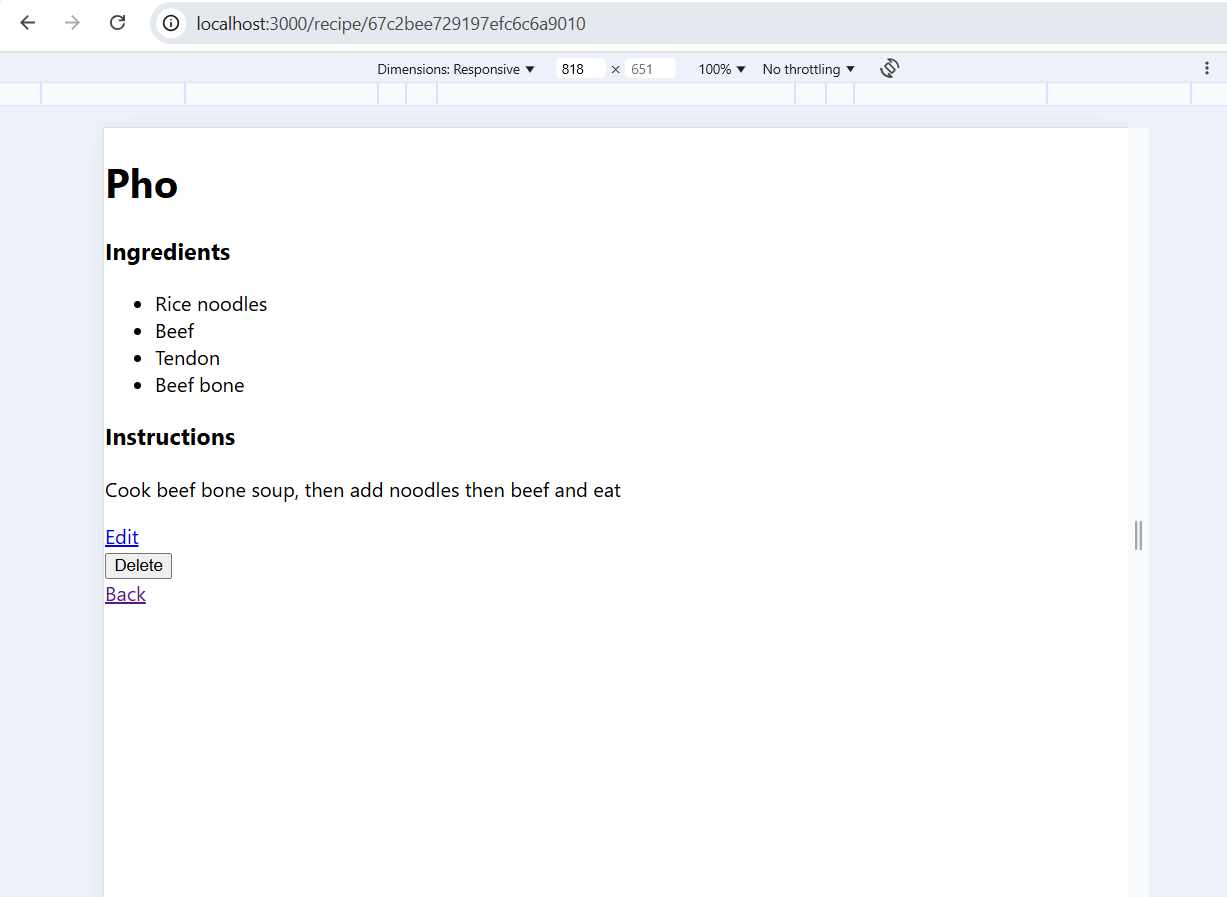 localhost:3000/recipe/67c2bee729197efc6c6a9010
Dimensions: Responsive 818 × 651 100% No throttling
Pho
Ingredients
Rice noodles
Beef
Tendon
Beef bone
Instructions
Cook beef bone soup, then add noodles then beef and eat
Edit
Delete
Back